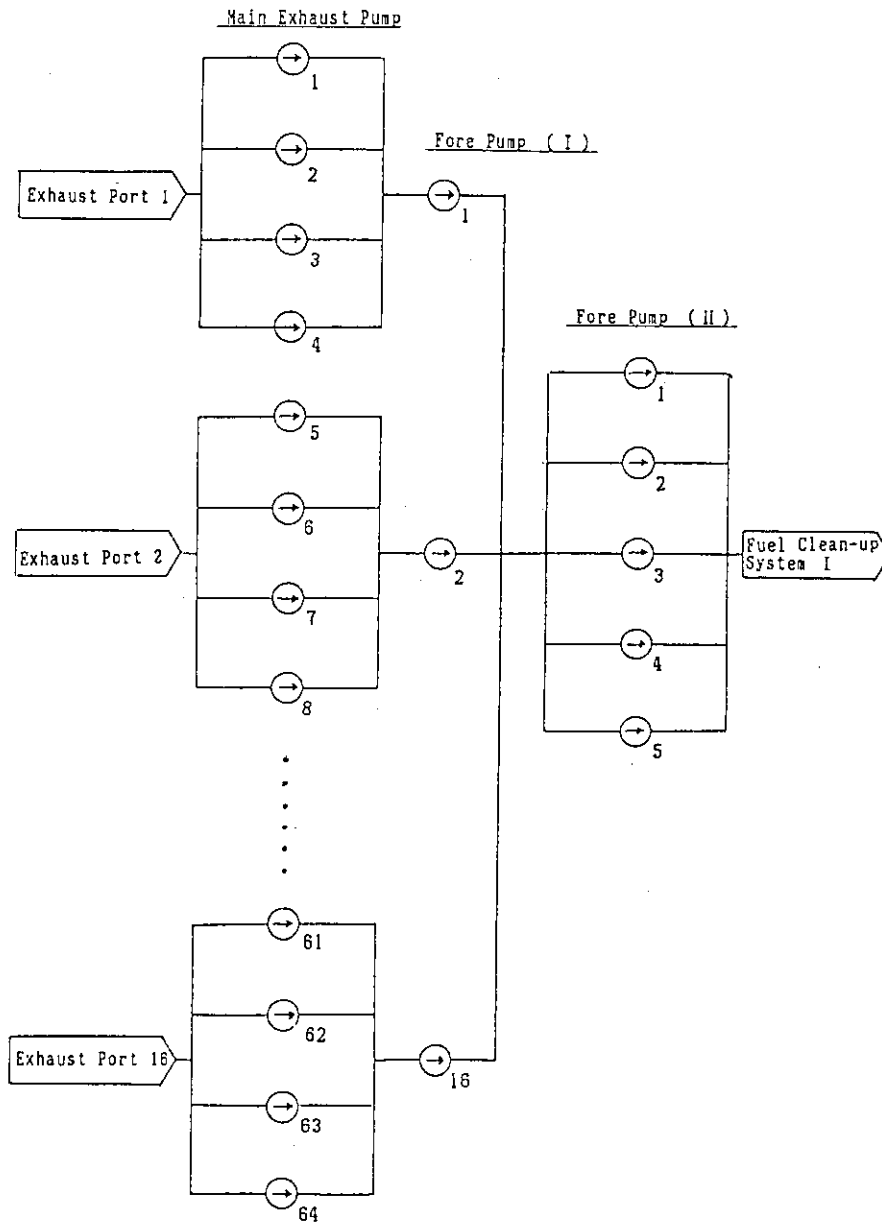 Main Exhaust Pump
1
2
3
4
Exhaust Port 1
Fore Pump ( I )
1
Fore Pump ( II )
1
2
3
4
5
5
6
7
8
Exhaust Port 2
2
Fuel Clean-up
System I
61
62
63
64
Exhaust Port 16
16